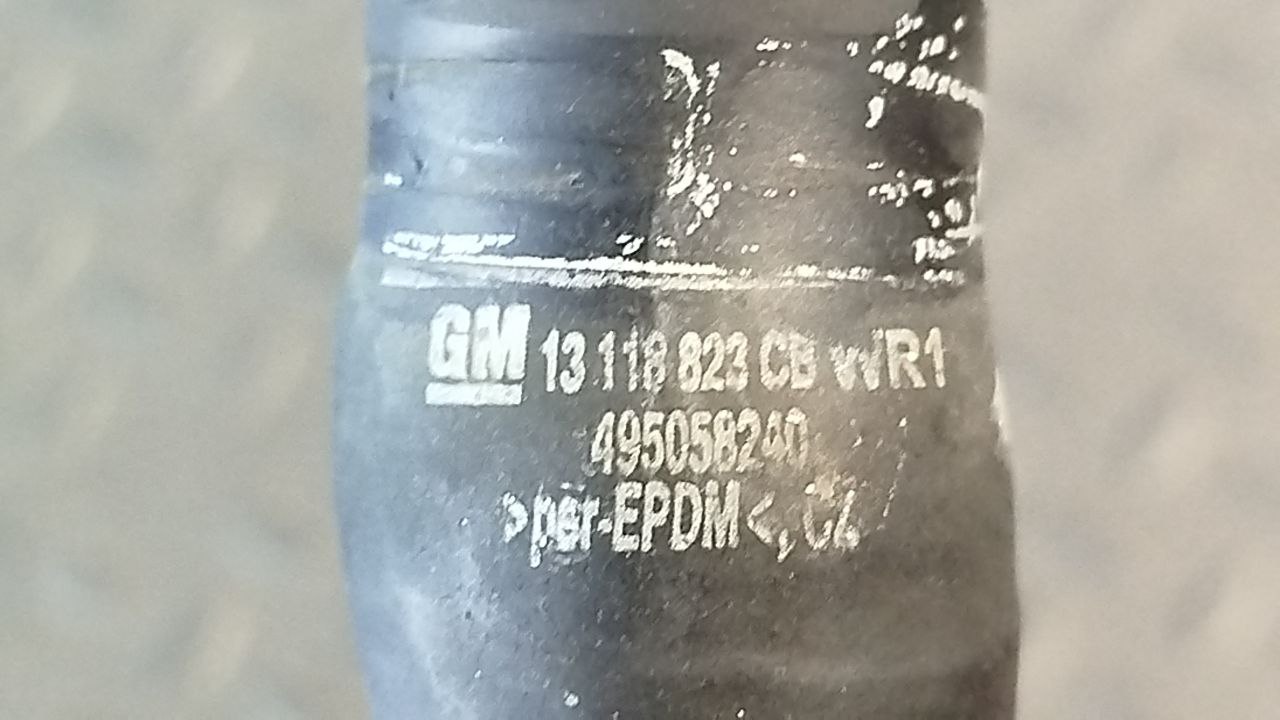 GM 13 118 823 CB WR1
495058240
>per-EPDM<, CZ